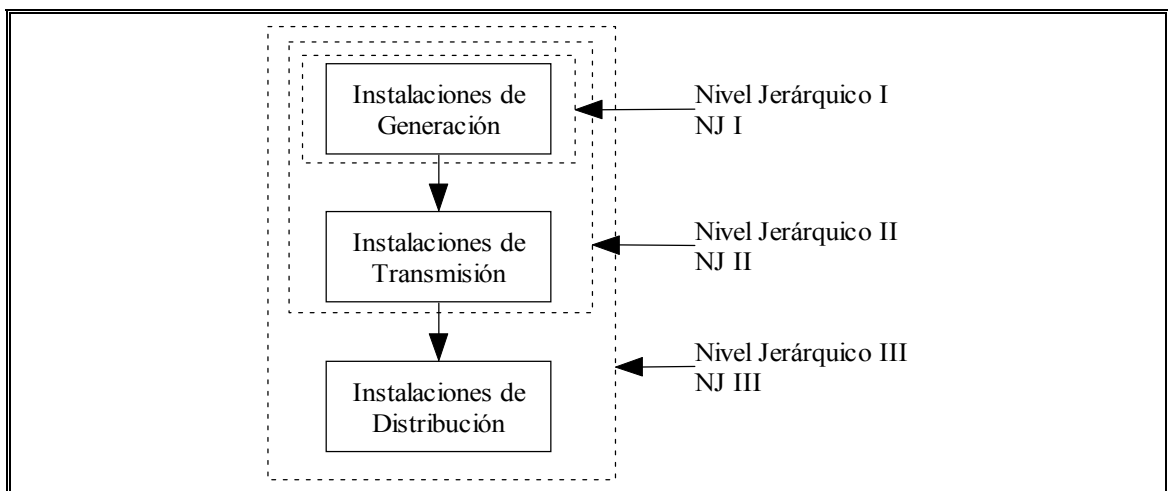 Instalaciones de
Generación
Nivel Jerárquico I
NJ I
Instalaciones de
Transmisión
Nivel Jerárquico II
NJ II
Instalaciones de
Distribución
Nivel Jerárquico III
NJ III